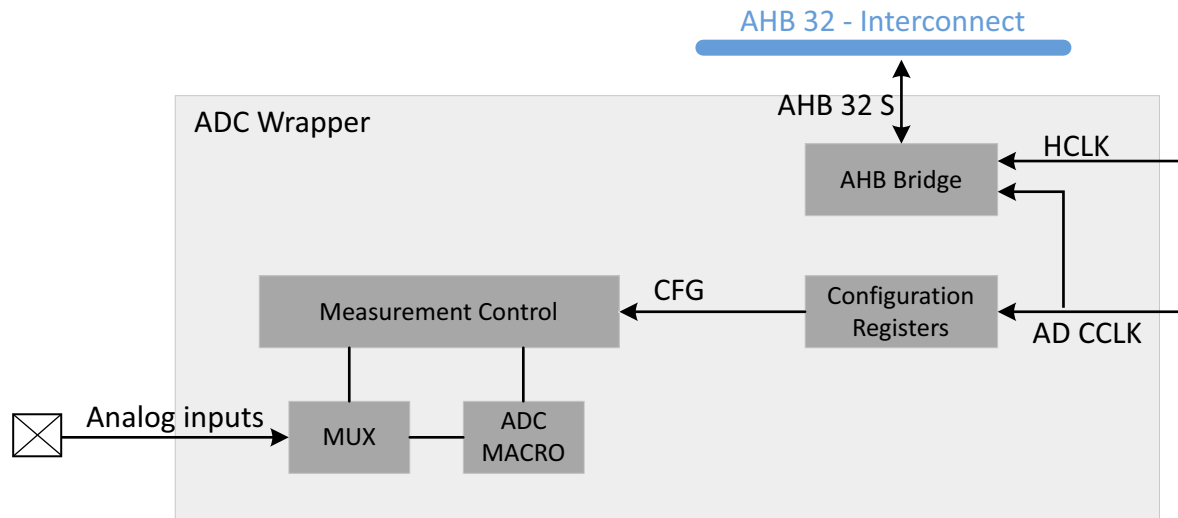 AHB 32 - Interconnect
AHB 32 S
ADC Wrapper
HCLK
AHB Bridge
CFG
Configuration
Registers
Measurement Control
AD CCLK
Analog inputs
MUX
ADC
MACRO